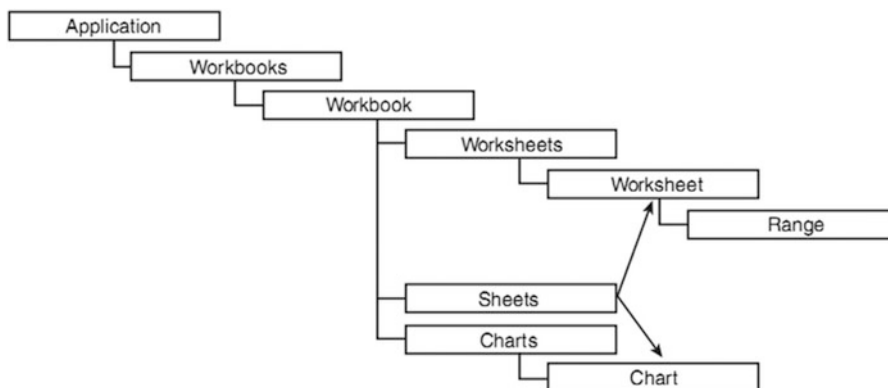 Application
Workbooks
Workbook
Worksheets
Worksheet
Range
Sheets
Charts
Chart